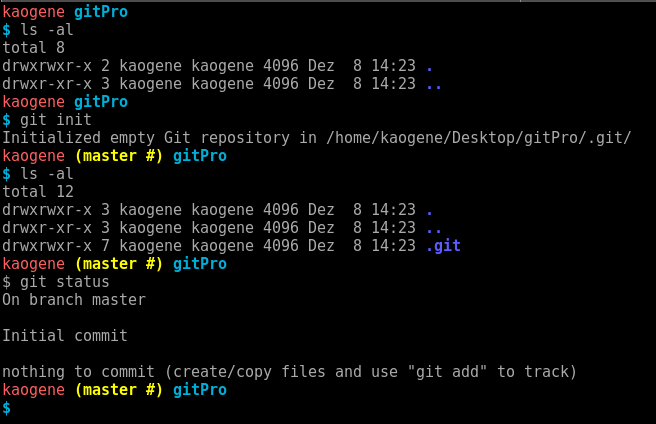 kaogene gitPro
$ ls -al
total 8
drwxrwxr-x 2 kaogene kaogene 4096 Dez  8 14:23 .
drwxr-xr-x 3 kaogene kaogene 4096 Dez  8 14:23 ..
kaogene gitPro
$ git init
Initialized empty Git repository in /home/kaogene/Desktop/gitPro/.git/
kaogene (master #) gitPro
$ ls -al
total 12
drwxrwxr-x 3 kaogene kaogene 4096 Dez  8 14:23 .
drwxr-xr-x 3 kaogene kaogene 4096 Dez  8 14:23 ..
drwxrwxr-x 7 kaogene kaogene 4096 Dez  8 14:23 .git
kaogene (master #) gitPro
$ git status
On branch master

Initial commit

nothing to commit (create/copy files and use "git add" to track)
kaogene (master #) gitPro
$